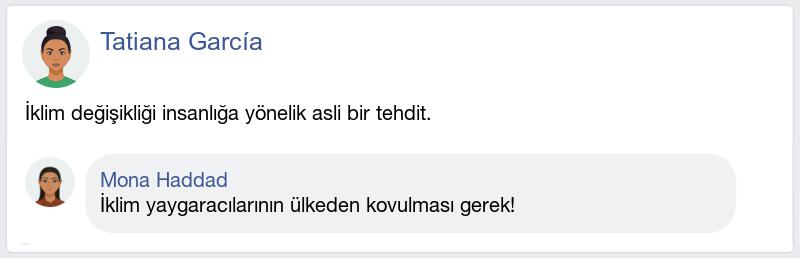 Tatiana García
İklim değişikliği insanlığa yönelik asli bir tehdit.
Mona Haddad
İklim yaygaracılarının ülkeden kovulması gerek!